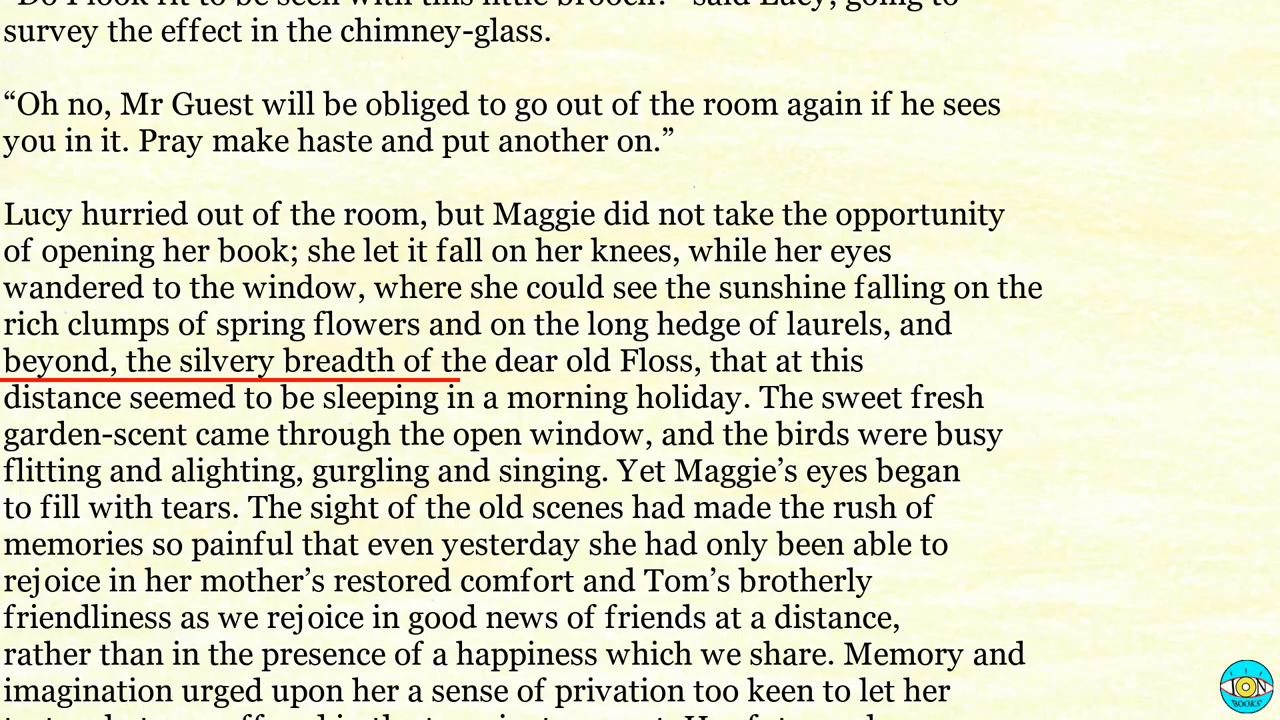 “Do I look fit to be seen with this little brooch?” said Lucy, going to
survey the effect in the chimney-glass.
“Oh no, Mr Guest will be obliged to go out of the room again if he sees
you in it. Pray make haste and put another on.”
Lucy hurried out of the room, but Maggie did not take the opportunity
of opening her book; she let it fall on her knees, while her eyes
wandered to the window, where she could see the sunshine falling on the
rich clumps of spring flowers and on the long hedge of laurels, and
beyond, the silvery breadth of the dear old Floss, that at this
distance seemed to be sleeping in a morning holiday. The sweet fresh
garden-scent came through the open window, and the birds were busy
flitting and alighting, gurgling and singing. Yet Maggie’s eyes began
to fill with tears. The sight of the old scenes had made the rush of
memories so painful that even yesterday she had only been able to
rejoice in her mother’s restored comfort and Tom’s brotherly
friendliness as we rejoice in good news of friends at a distance,
rather than in the presence of a happiness which we share. Memory and
imagination urged upon her a sense of privation too keen to let her
ION
BOOKS